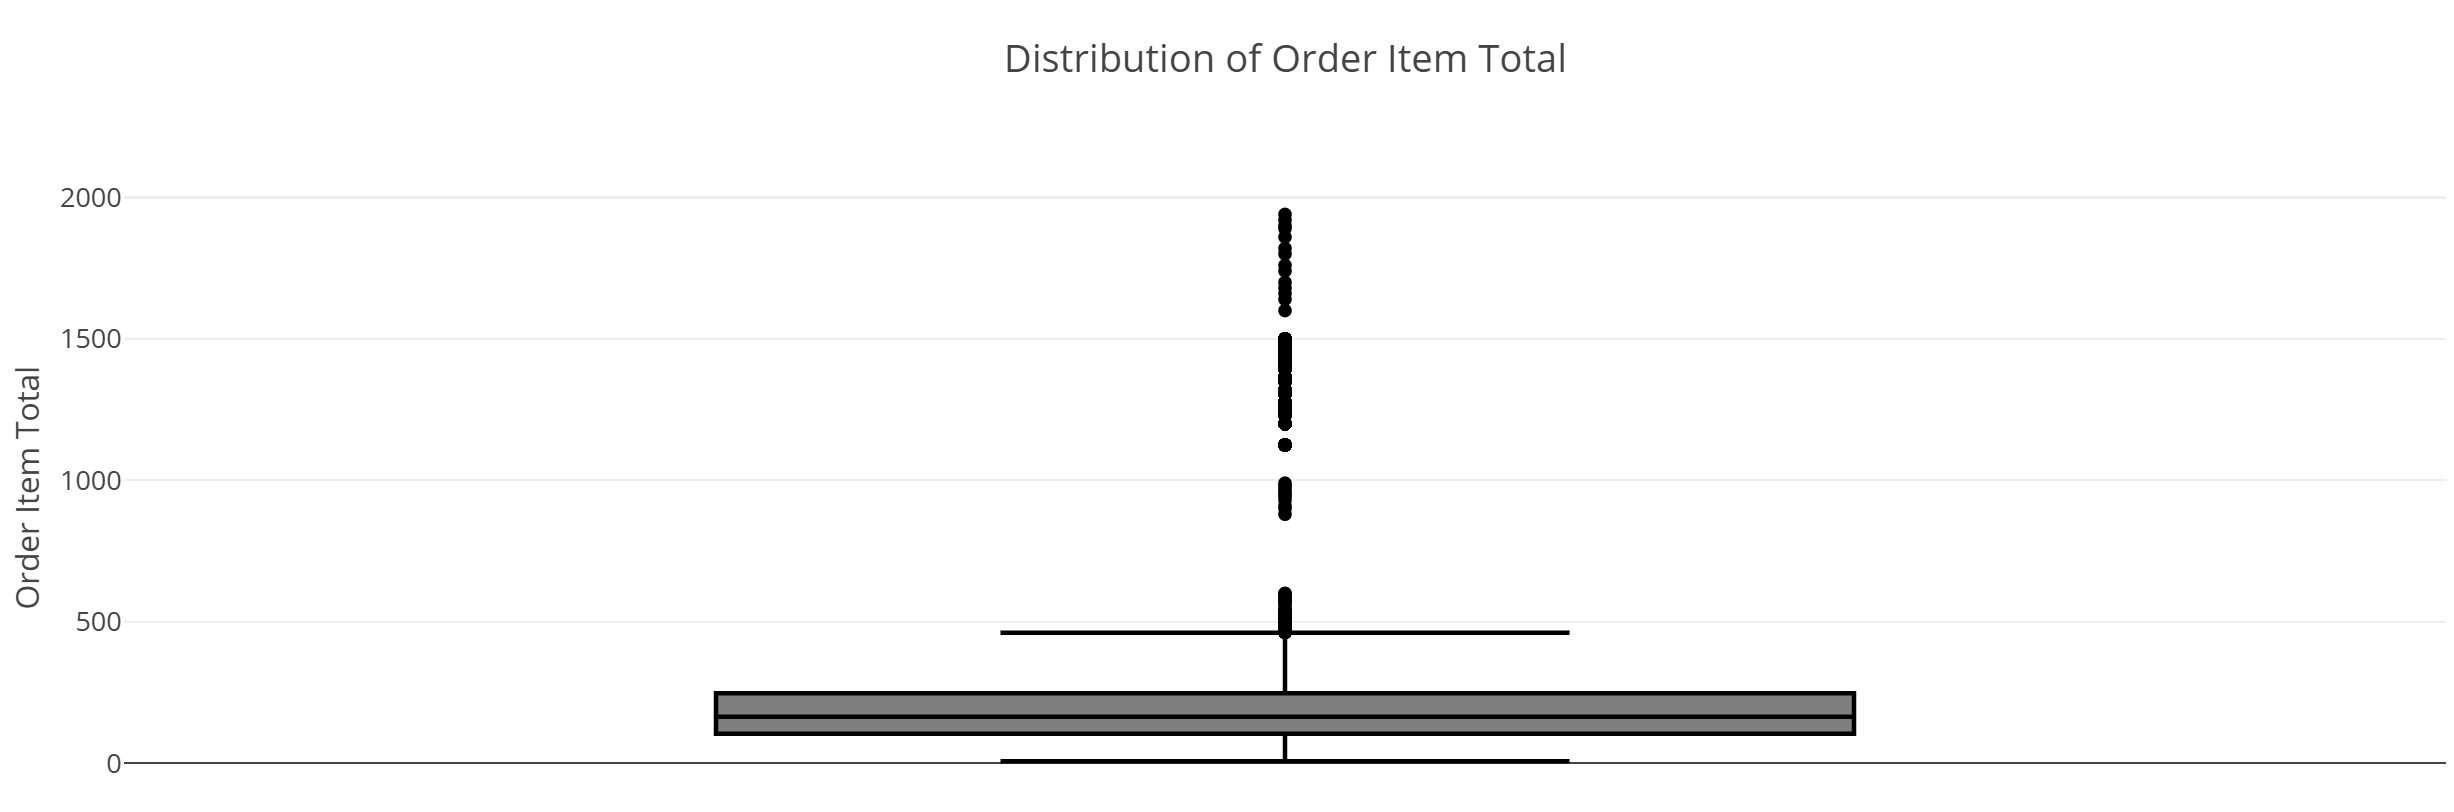 Distribution of Order Item Total
Order Item Total
2000
1500
1000
500
0